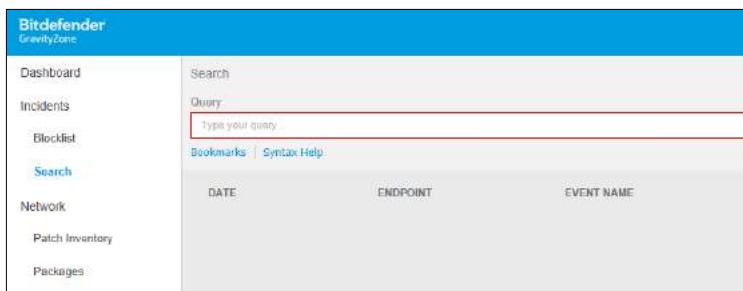 Bitdefender
GravityZone
Dashboard
Incidents
Blocklist
Search
Network
Patch Inventory
Packages
Search
Query
Type your query...
Bookmarks | Syntax Help
DATE ENDPOINT EVENT NAME